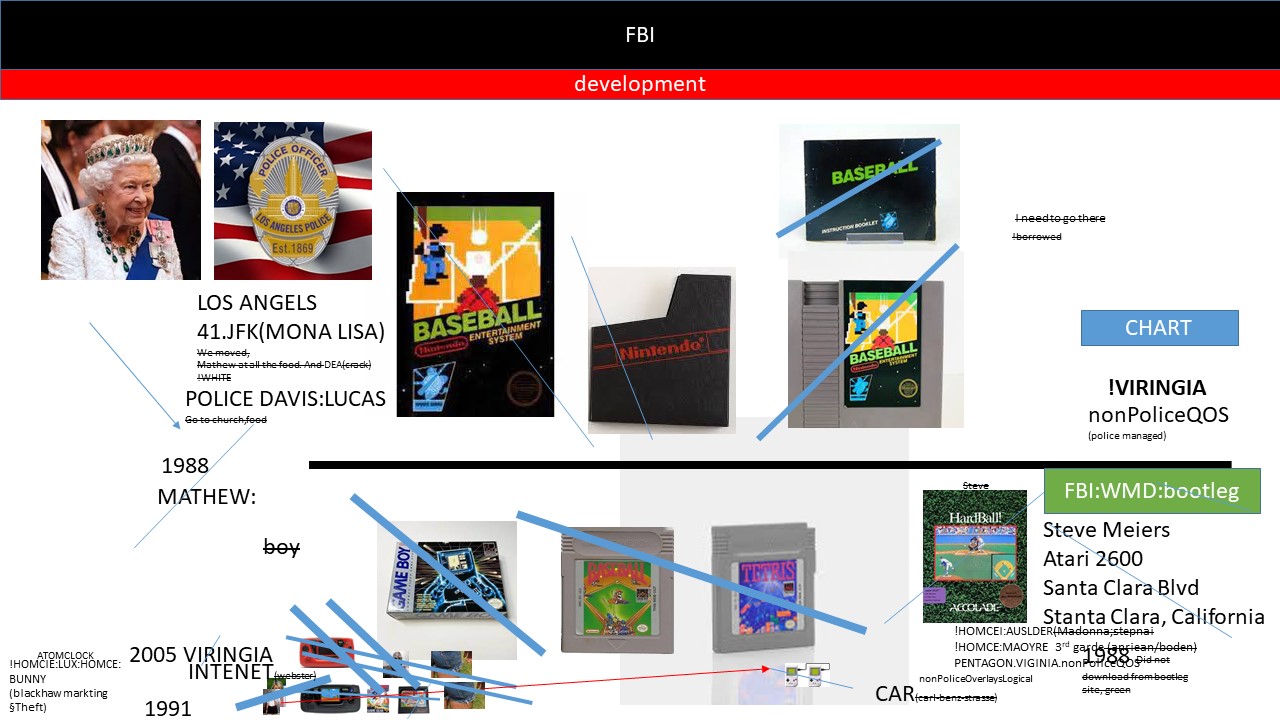 FBI
development
POLICE OFFICER
LOS ANGELES POLICE
Est.1869
BASEBALL
INSTRUCTION BOOKLET
I need to go there
!borrowed
BASEBALL
Nintendo
ENTERTAINMENT
SYSTEM
Nintendo
BASEBALL
Nintendo
ENTERTAINMENT
SYSTEM
LOS ANGELS
41.JFK(MONA LISA)
We moved,
Mathew at all the food. And DEA(crack)
!WHITE
POLICE DAVIS:LUCAS
Go to church,food
CHART
!VIRINGIA
nonPoliceQOS
(police managed)
1988
MATHEW:
boy
GAME BOY
BASEBALL
TETRIS
Steve
HardBall!
ACCOLADE
FBI:WMD:bootleg
Steve Meiers
Atari 2600
Santa Clara Blvd
Stanta Clara, California
1988
Did not
download from bootleg
site, green
!HOMCEI:AUSLDER(Madonna;stepnai
!HOMCE:MAOYRE 3rd garde (aprican/boden)
PENTAGON.VIGINIA.nonPoliceQOS
nonPoliceOverlaysLogical
CAR(carl-benz-strasse)
ATOMCLOCK
!HOMCIE:LUX:HOMCE:
BUNNY
(blackhaw markting
§Theft)
2005 VIRINGIA
INTENET(webster)
1991